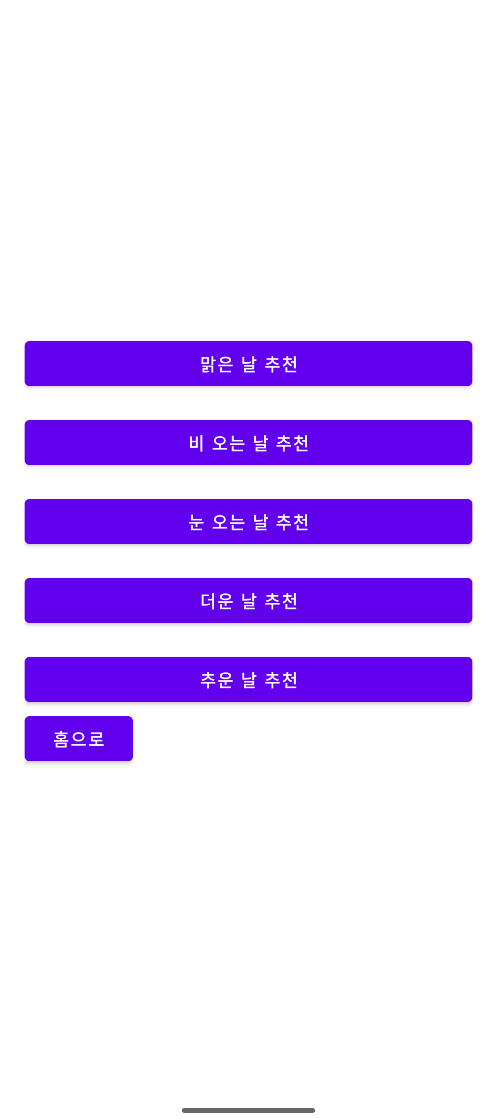 맑은 날 추천
비 오는 날 추천
눈 오는 날 추천
더운 날 추천
추운 날 추천
홈으로